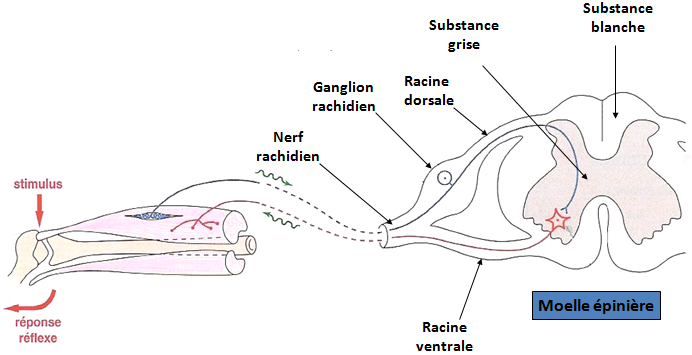 Substance
blanche
Substance
grise
Racine
dorsale
Ganglion
rachidien
Nerf
rachidien
stimulus
réponse
réflexe
Moelle épinière
Racine
ventrale